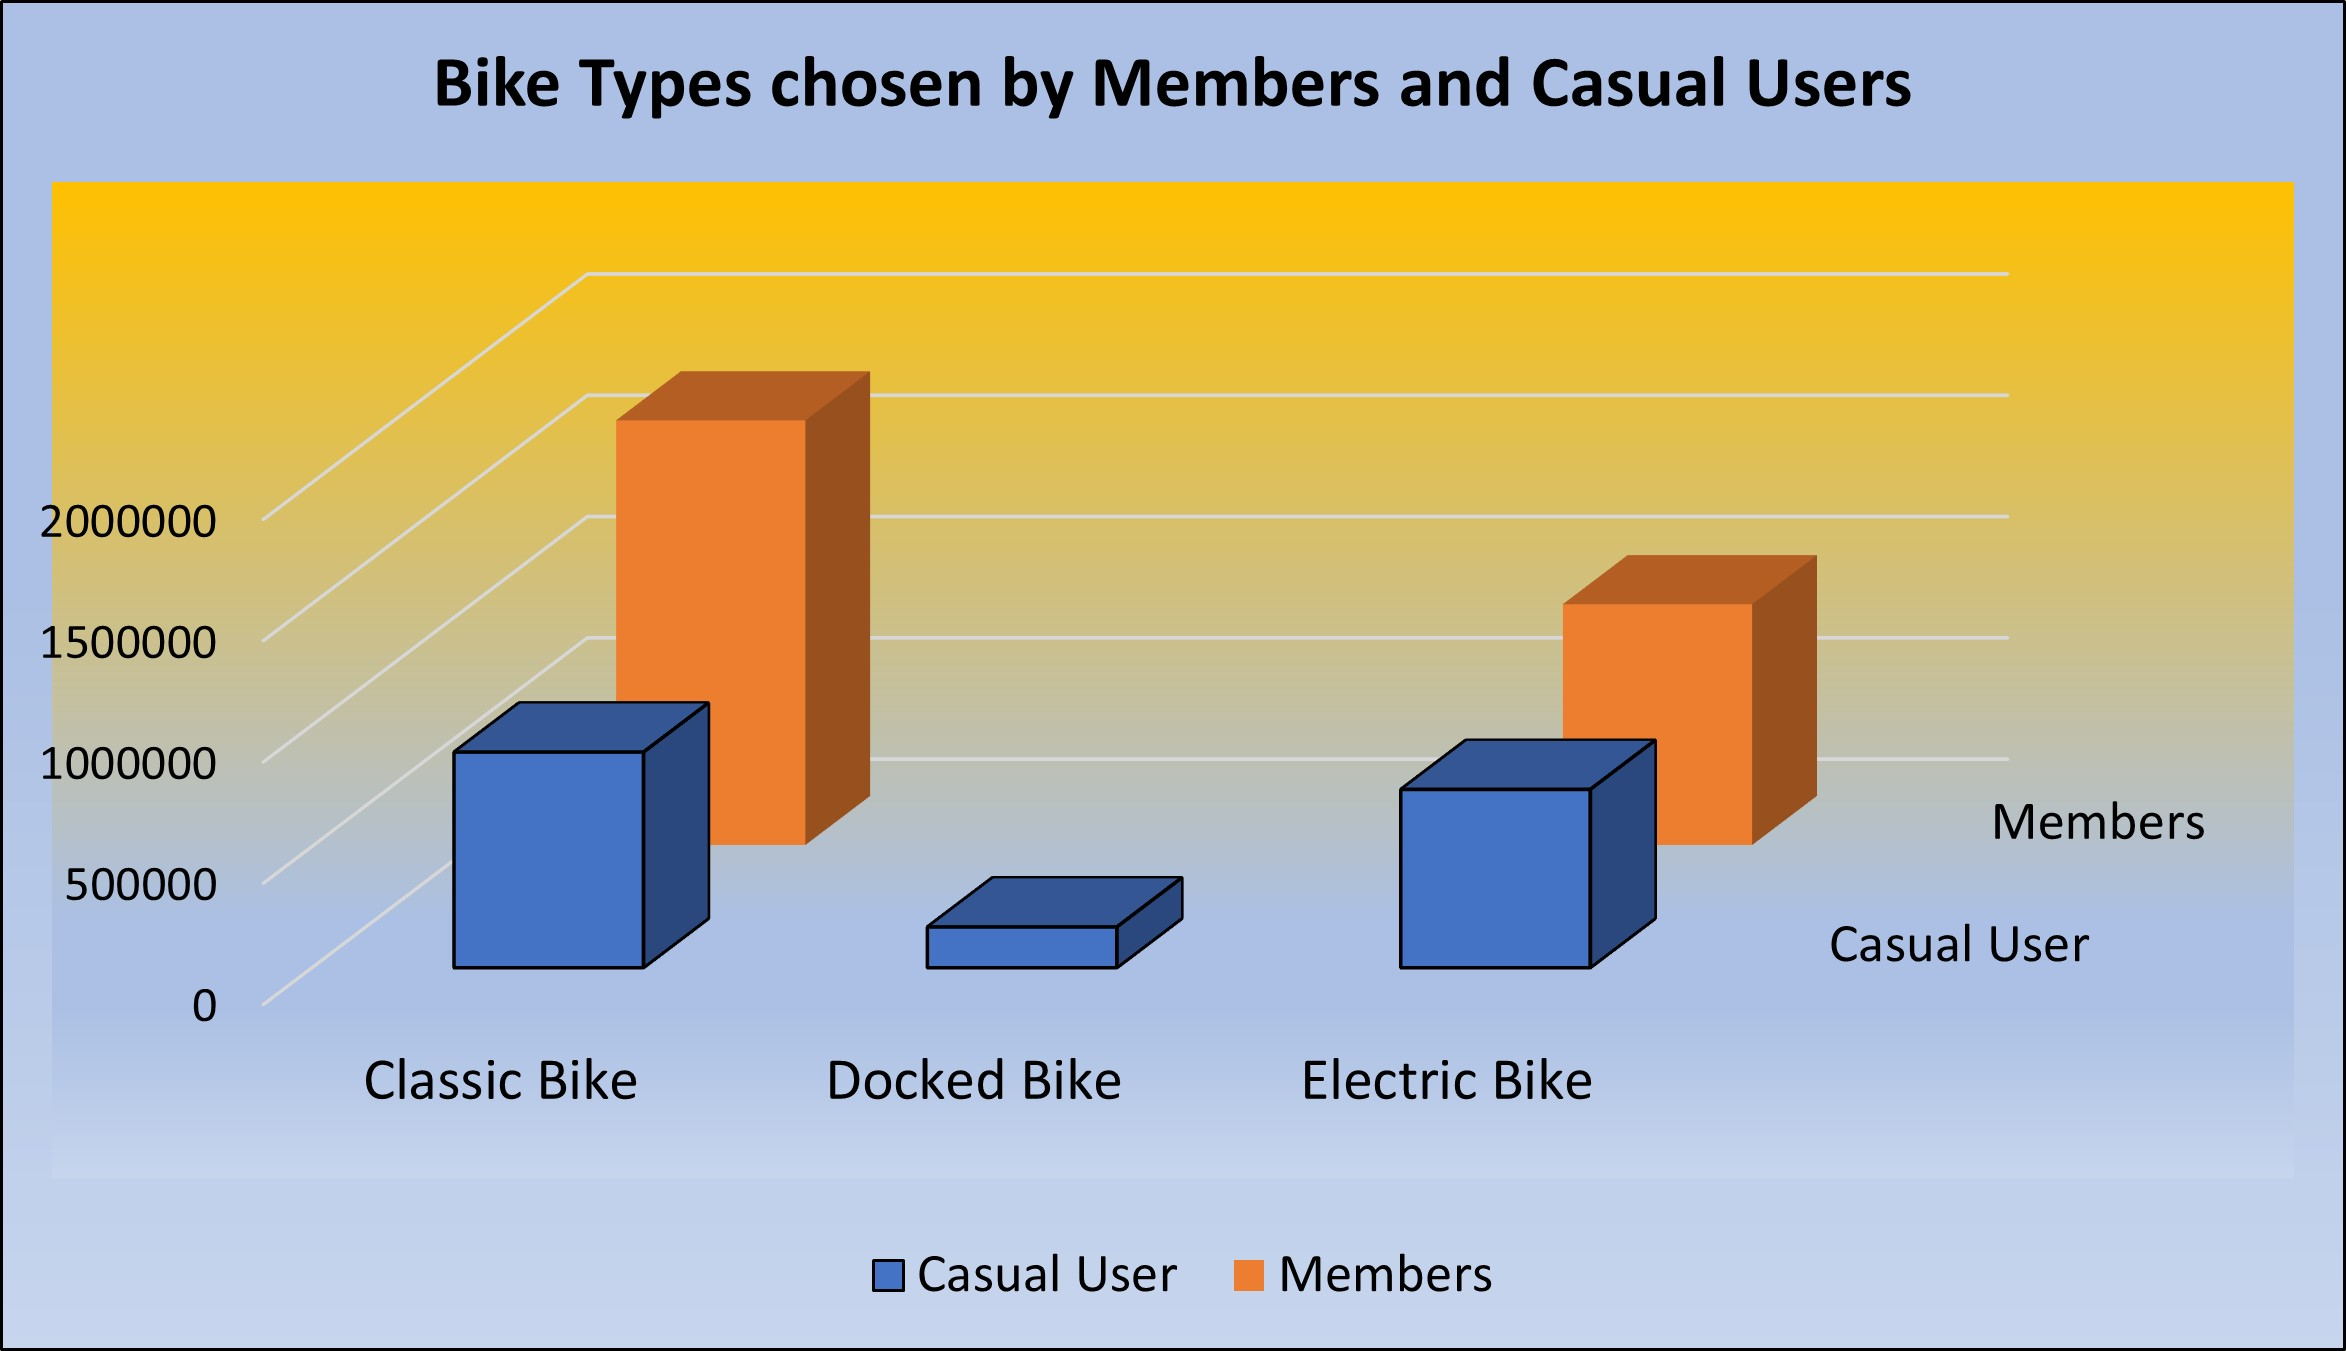 Bike Types chosen by Members and Casual Users
2000000
1500000
1000000
500000
0
Members
Casual User
Classic Bike
Docked Bike
Electric Bike
Casual User
Members